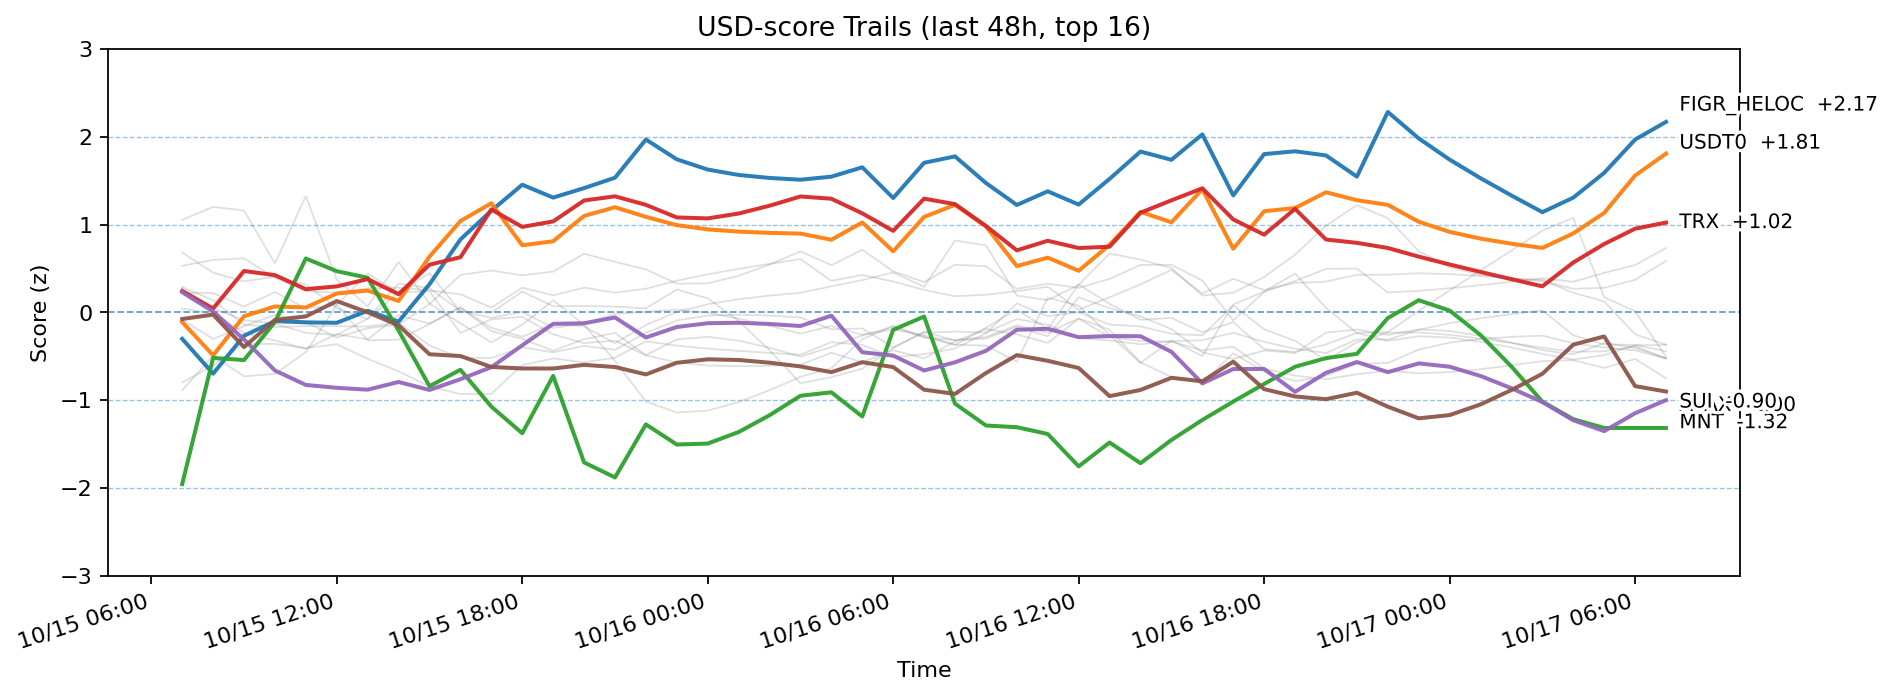 USD-score Trails (last 48h, top 16)
3
2
1
0
−1
−2
−3
Score (z)
FIGR_HELOC +2.17
USDT0 +1.81
TRX +1.02
SUI -0.90
MNT -1.32
10/15 06:00
10/15 12:00
10/15 18:00
10/16 00:00
10/16 06:00
10/16 12:00
10/16 18:00
10/17 00:00
10/17 06:00
Time